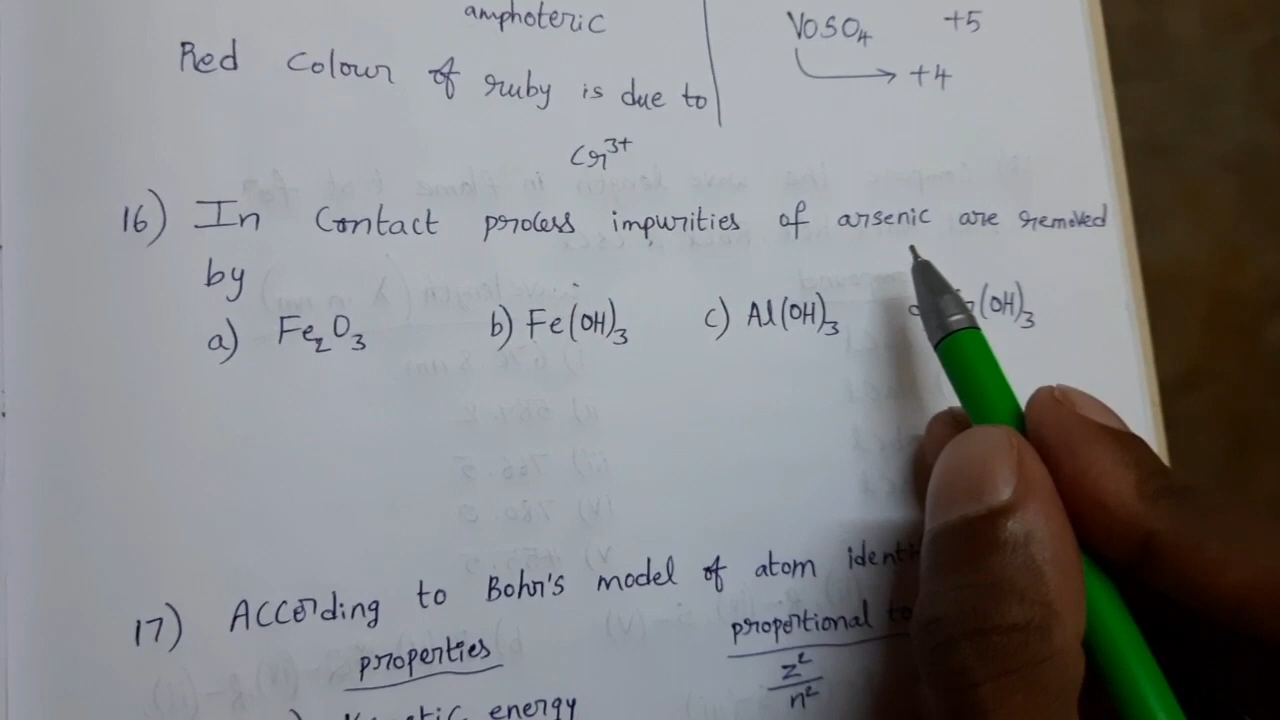 amphoteric
Red colour of ruby is due to
Cr³⁺
VOSO₄ +5
+4
16) In Contact process impurities of arsenic are removed
by
a) Fe₂O₃ b) Fe(OH)₃ c) Al(OH)₃ (OH)₃
17) According to Bohr's model of atom
properties proportional to
z²
n²
energy